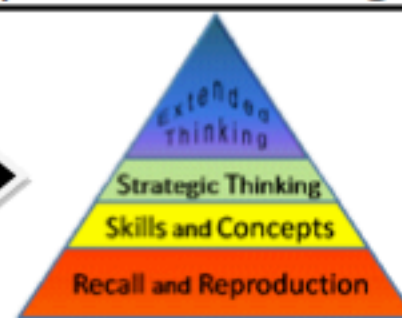 Extended
Thinking
Strategic Thinking
Skills and Concepts
Recall and Reproduction